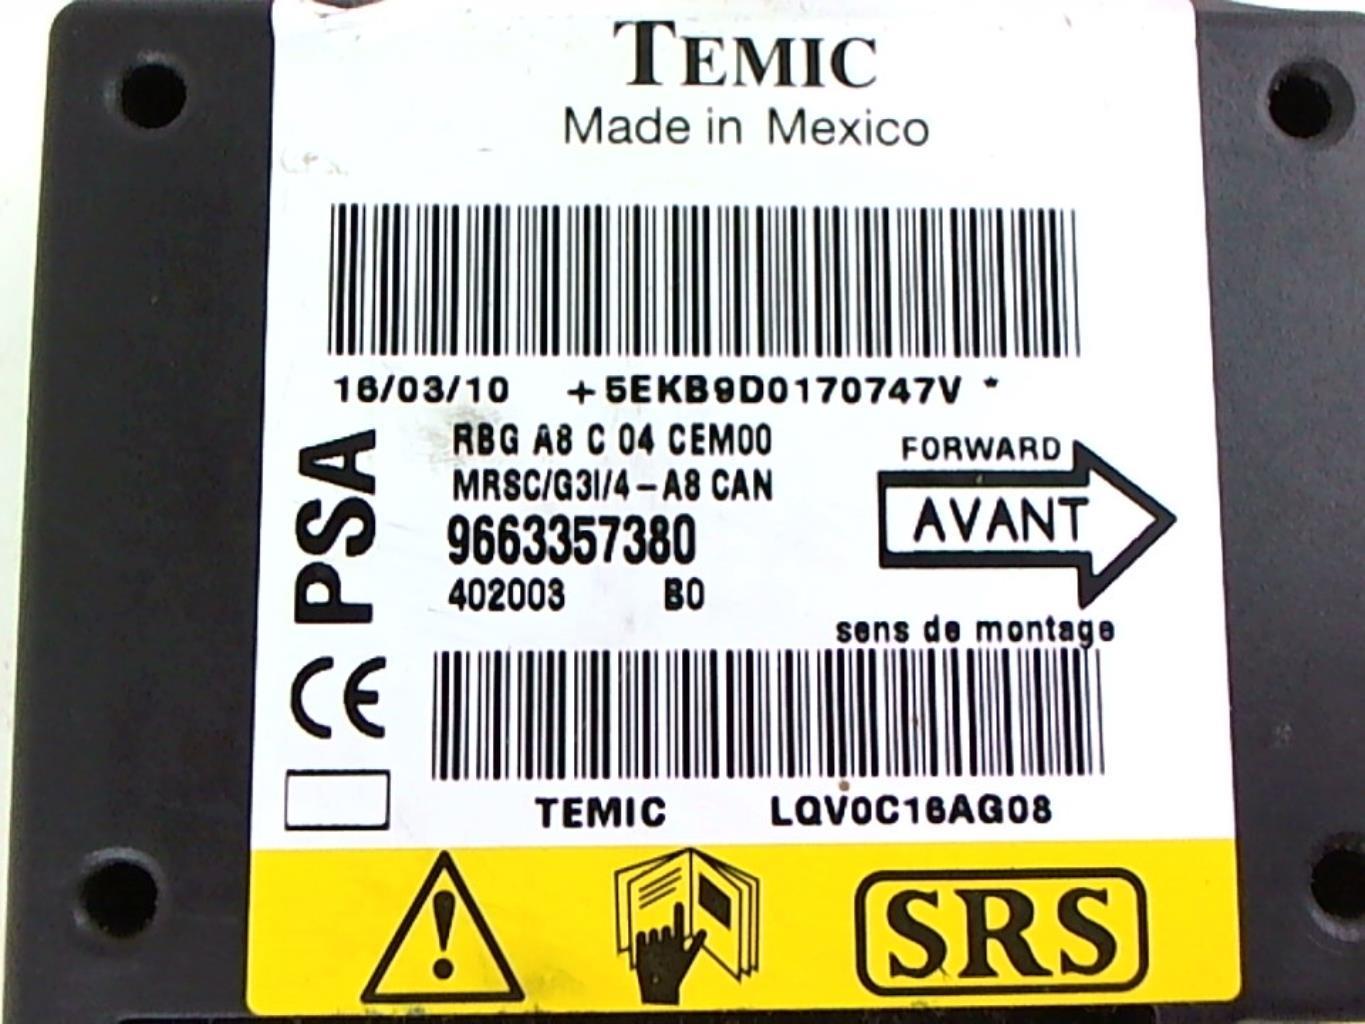 TEMIC
Made in Mexico
16/03/10 +5EKB9D0170747V *
RBG A8 C 04 CEM00
MRSC/G3I/4-A8 CAN
9663357380
402003 B0
PSA
CE
FORWARD
AVANT
sens de montage
TEMIC LQV0C16AG08
SRS